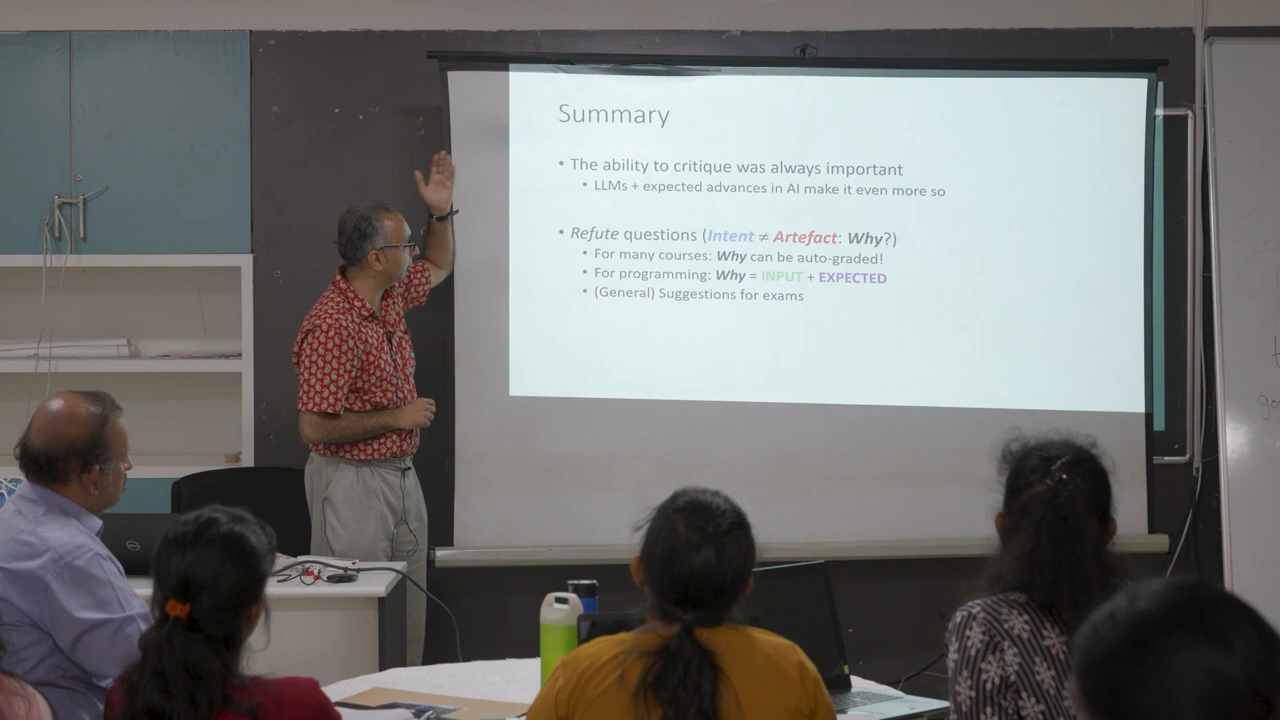 Summary
• The ability to critique was always important
• LLMs + expected advances in AI make it even more so
• Refute questions (Intent ≠ Artefact: Why?)
• For many courses: Why can be auto-graded!
• For programming: Why = INPUT + EXPECTED
• (General) Suggestions for exams